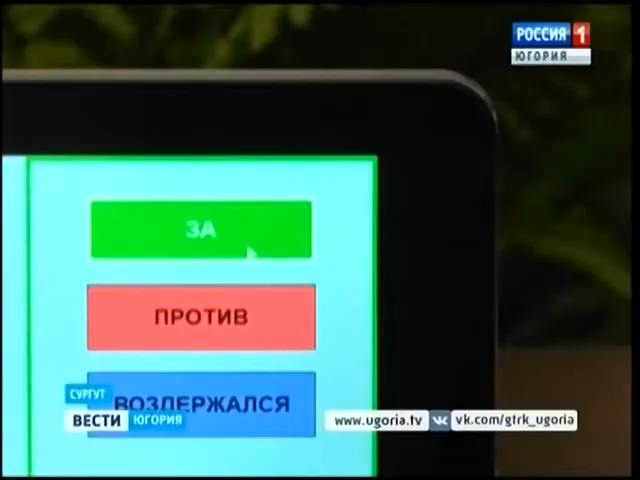 РОССИЯ 1
ЮГОРИЯ
ЗА
ПРОТИВ
ВОЗДЕРЖАЛСЯ
СУРГУТ
ВЕСТИ ЮГОРИЯ
www.ugoria.tv vk.com/gtrk_ugoria